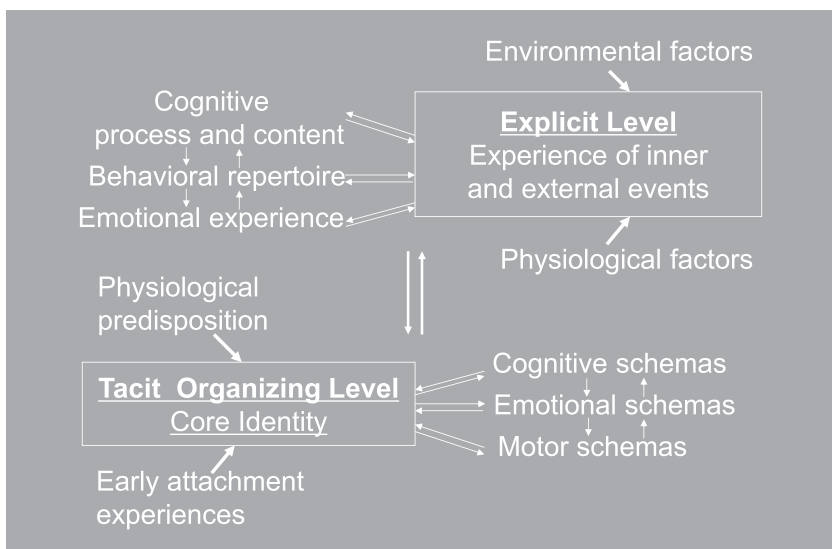 Environmental factors
Cognitive
process and content
Behavioral repertoire
Emotional experience
Explicit Level
Experience of inner
and external events
Physiological factors
Physiological
predisposition
Tacit Organizing Level
Core Identity
Early attachment
experiences
Cognitive schemas
Emotional schemas
Motor schemas